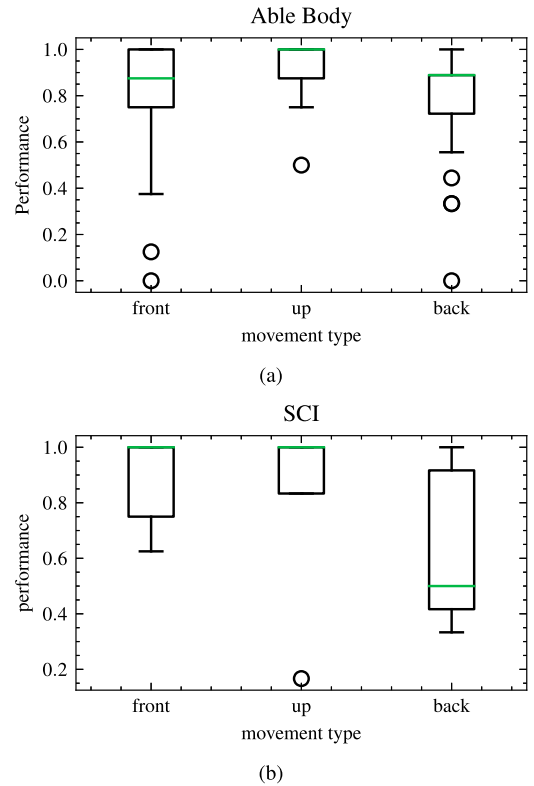 Able Body
Performance
1.0
0.8
0.6
0.4
0.2
0.0
front up back
movement type
(a)
SCI
performance
1.0
0.8
0.6
0.4
0.2
front up back
movement type
(b)